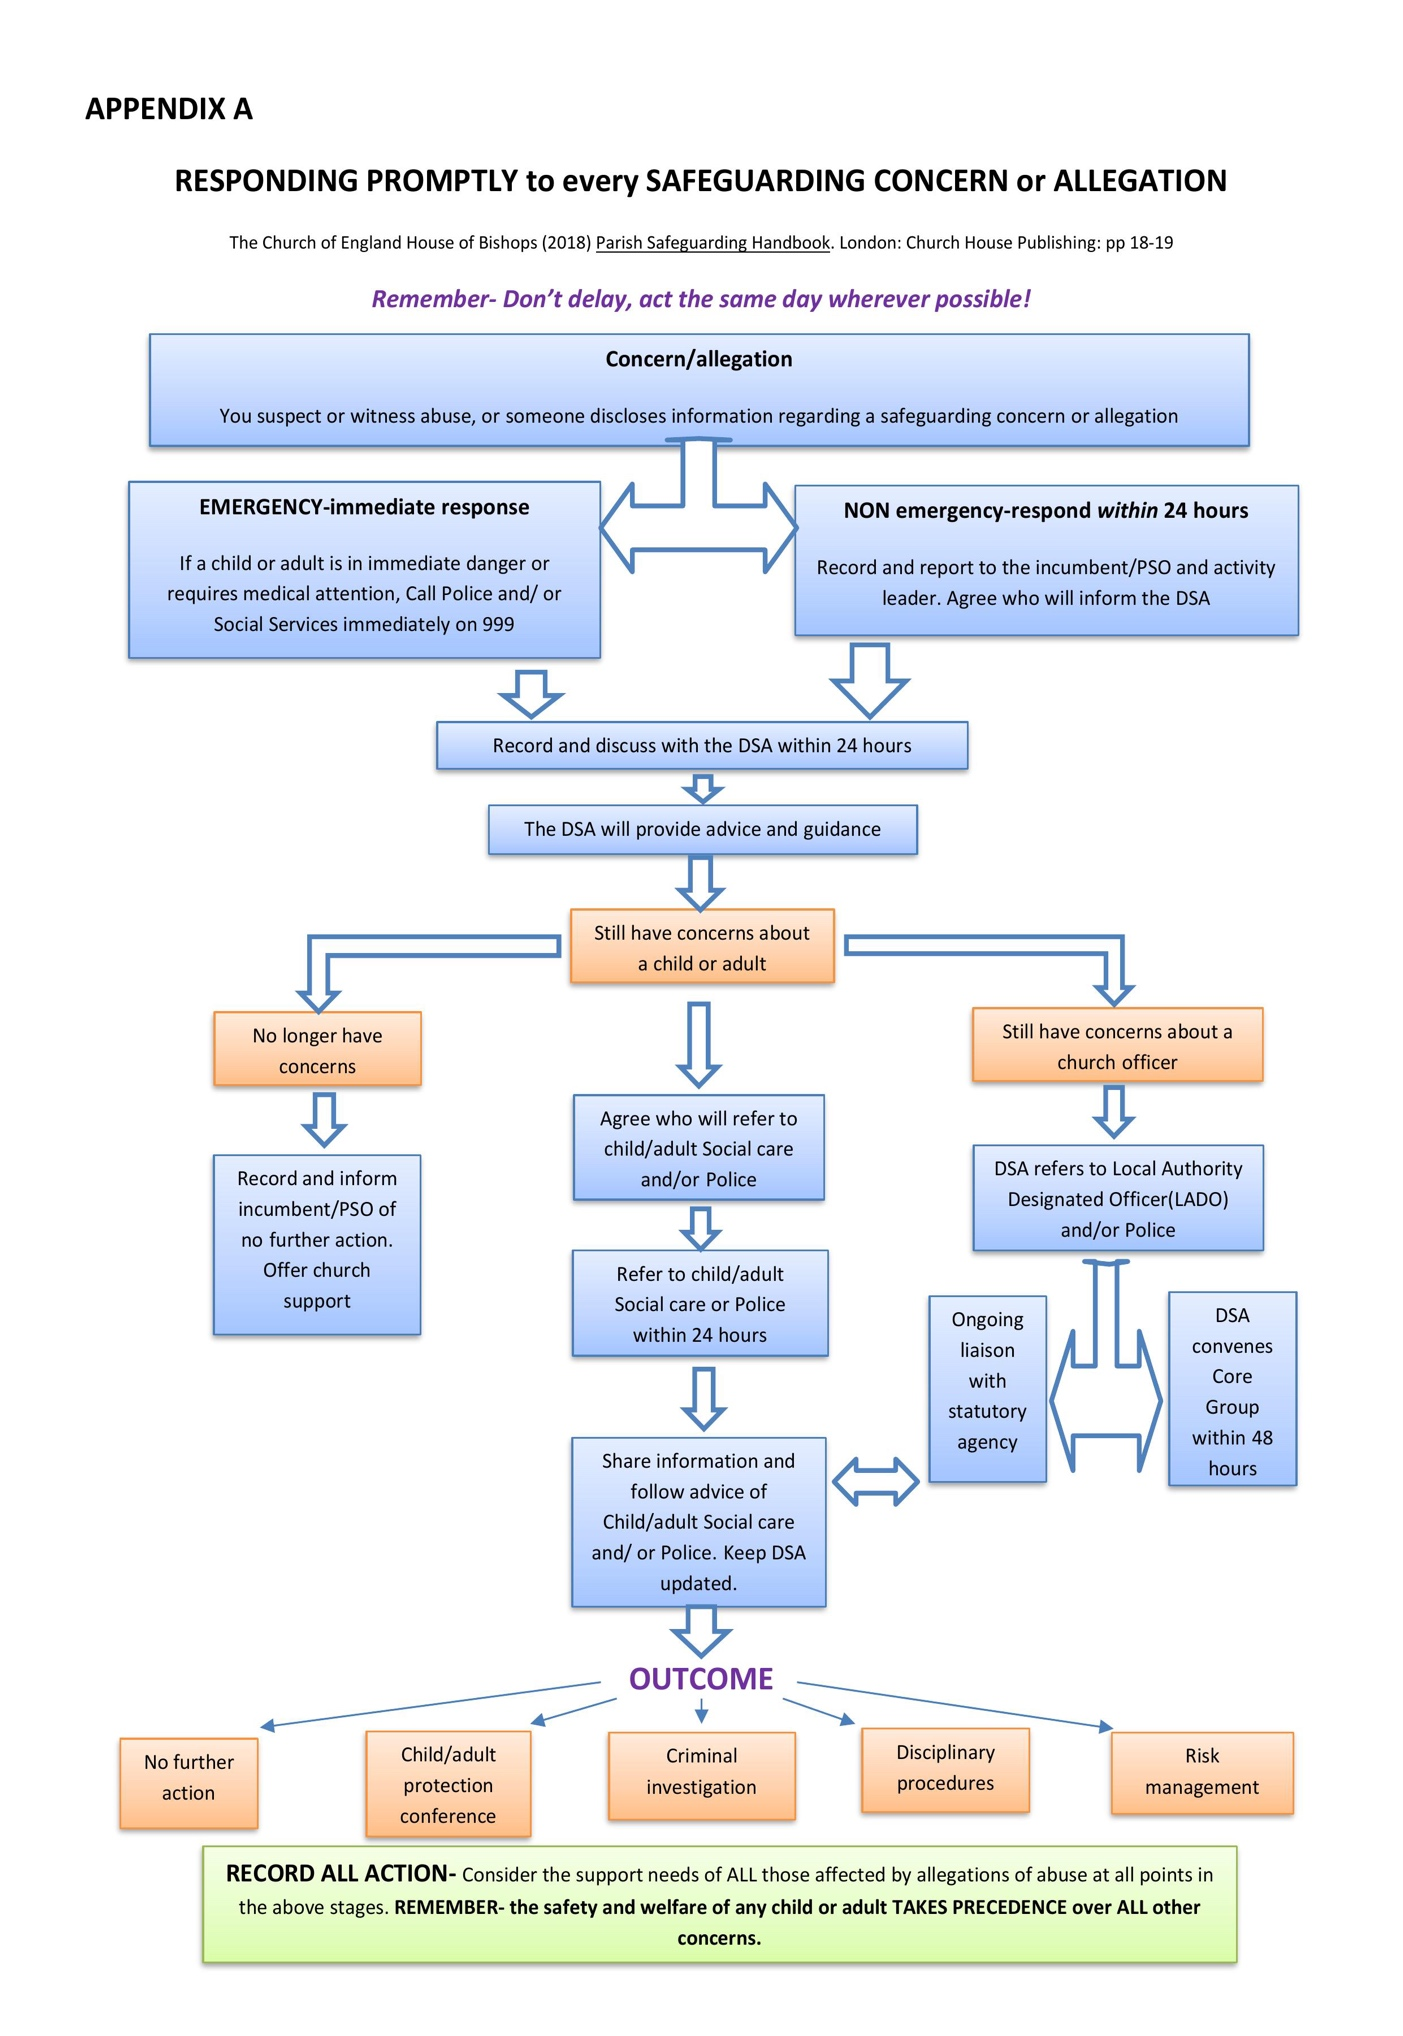 APPENDIX A
RESPONDING PROMPTLY to every SAFEGUARDING CONCERN or ALLEGATION
The Church of England House of Bishops (2018) Parish Safeguarding Handbook. London: Church House Publishing: pp 18-19
Remember- Don’t delay, act the same day wherever possible!
Concern/allegation
You suspect or witness abuse, or someone discloses information regarding a safeguarding concern or allegation
EMERGENCY-immediate response
If a child or adult is in immediate danger or
requires medical attention, Call Police and/ or
Social Services immediately on 999
NON emergency-respond within 24 hours
Record and report to the incumbent/PSO and activity
leader. Agree who will inform the DSA
Record and discuss with the DSA within 24 hours
The DSA will provide advice and guidance
Still have concerns about
a child or adult
No longer have
concerns
Still have concerns about a
church officer
Record and inform
incumbent/PSO of
no further action.
Offer church
support
Agree who will refer to
child/adult Social care
and/or Police
DSA refers to Local Authority
Designated Officer(LADO)
and/or Police
Refer to child/adult
Social care or Police
within 24 hours
Ongoing
liaison
with
statutory
agency
DSA
convenes
Core
Group
within 48
hours
Share information and
follow advice of
Child/adult Social care
and/ or Police. Keep DSA
updated.
OUTCOME
No further
action
Child/adult
protection
conference
Criminal
investigation
Disciplinary
procedures
Risk
management
RECORD ALL ACTION- Consider the support needs of ALL those affected by allegations of abuse at all points in
the above stages. REMEMBER- the safety and welfare of any child or adult TAKES PRECEDENCE over ALL other
concerns.